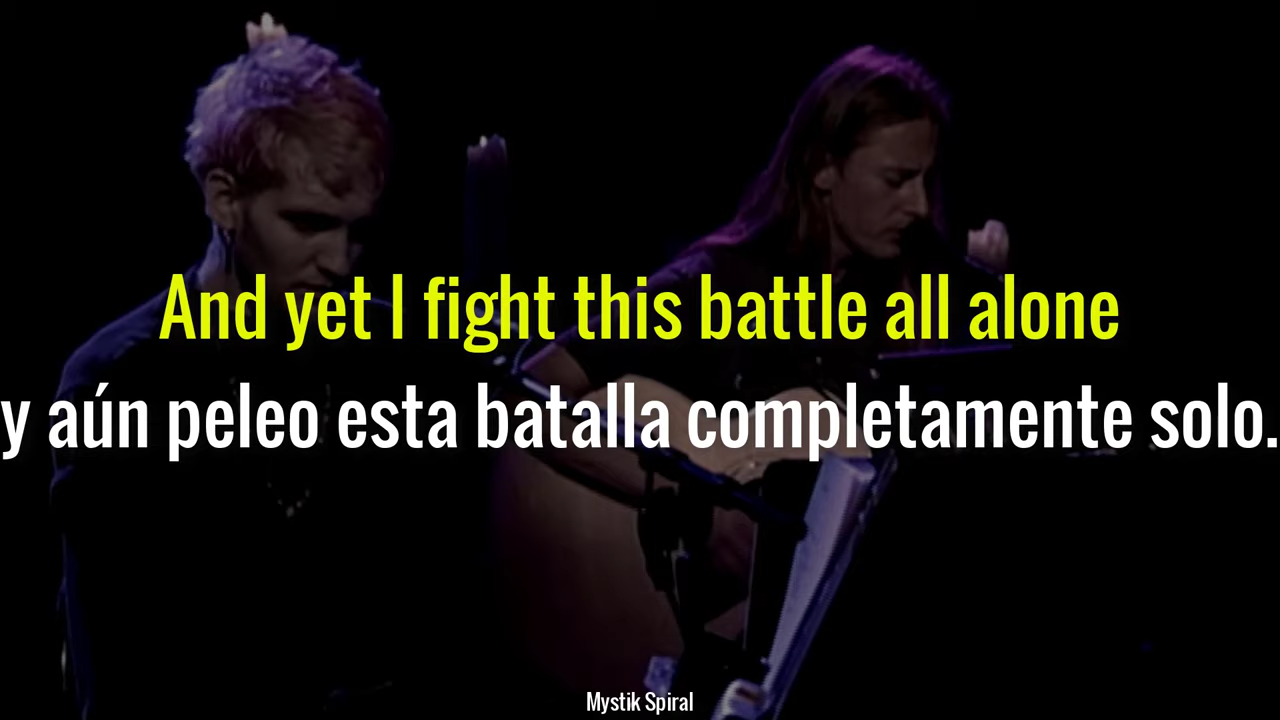 And yet I fight this battle all alone
y aún peleo esta batalla completamente solo.
Mystik Spiral